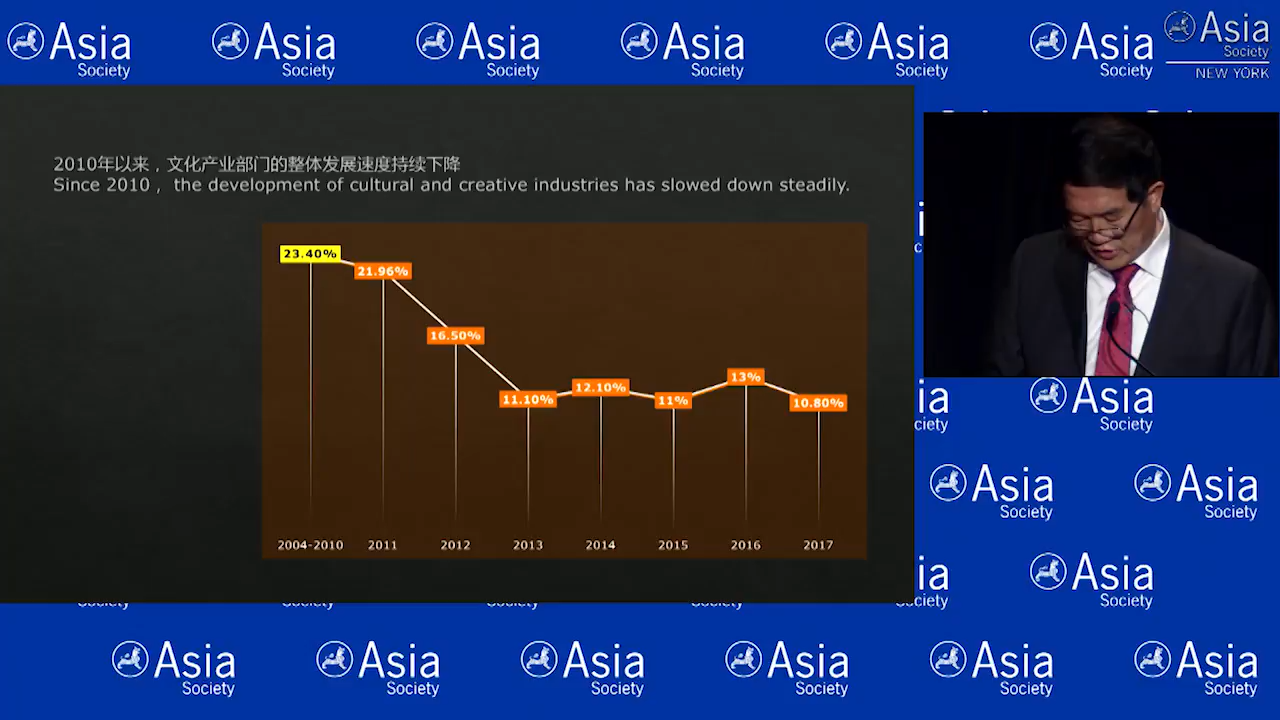 Asia Society
Asia Society
Asia Society
Asia Society
Asia Society
Asia Society
Asia Society
NEW YORK
2010年以来，文化产业部门的整体发展速度持续下降
Since 2010， the development of cultural and creative industries has slowed down steadily.
23.40%
21.96%
16.50%
11.10%
12.10%
11%
13%
10.80%
2004-2010 2011 2012 2013 2014 2015 2016 2017
ia
ciety
Asia
Society
Asia
Society
Asia
Society
ia
ciety
Asia
Society
Asia Society
Asia Society
Asia Society
Asia Society
Asia Society
Asia Society